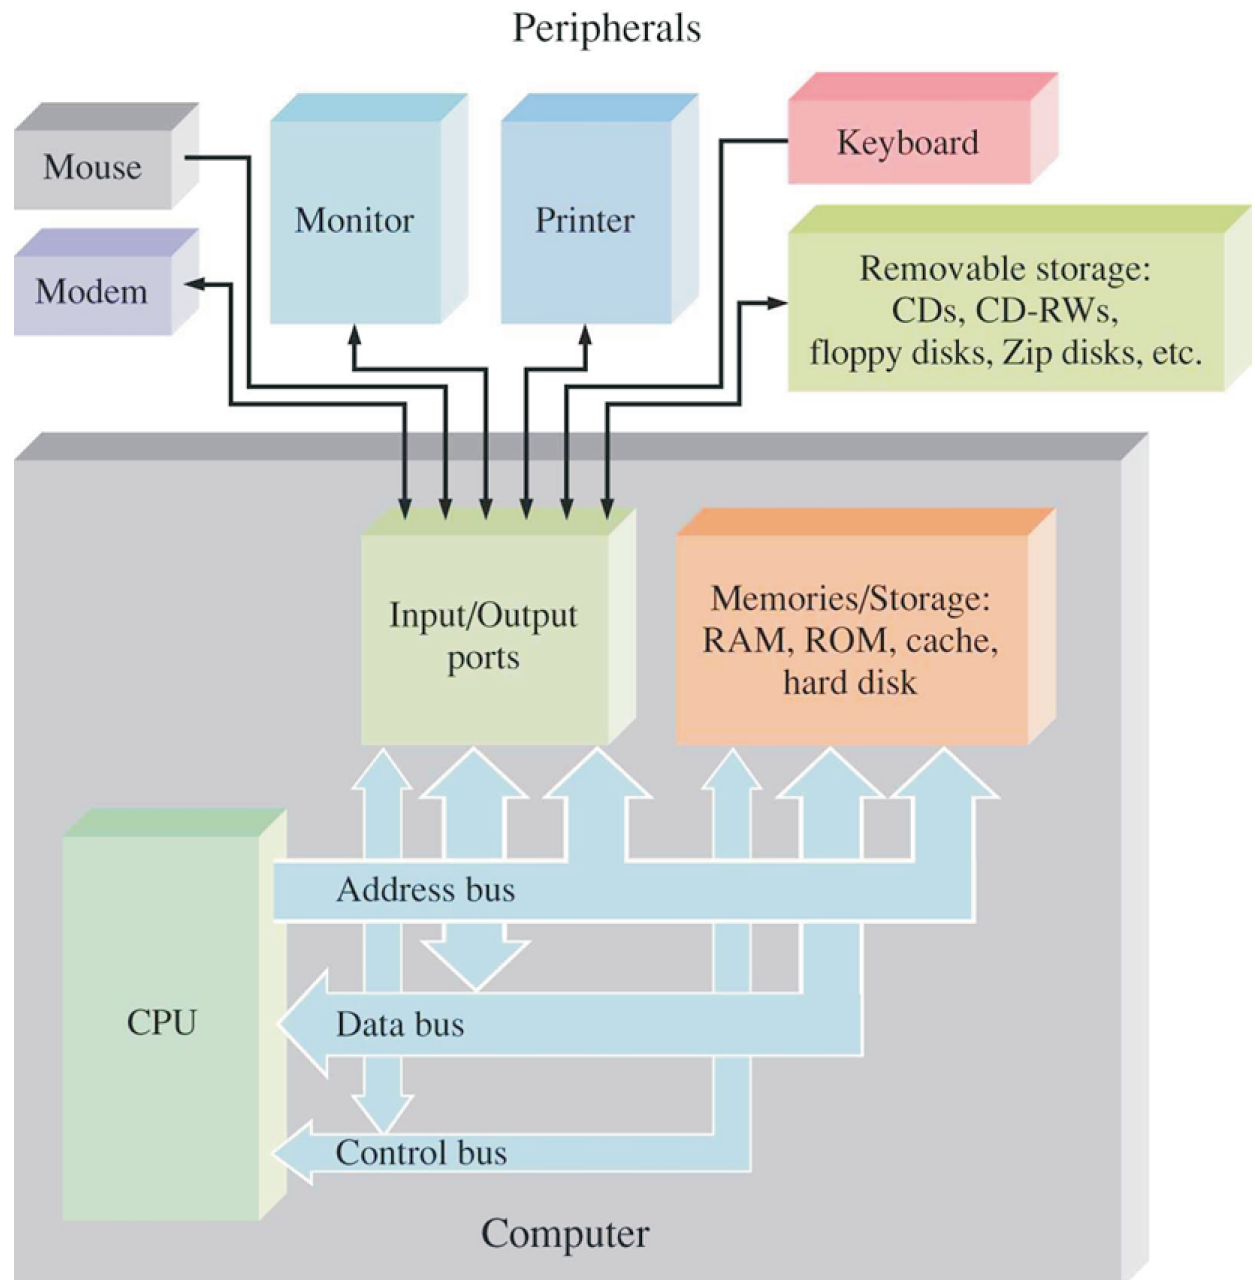 Peripherals
Mouse
Modem
Monitor
Printer
Keyboard
Removable storage:
CDs, CD-RWs,
floppy disks, Zip disks, etc.
Input/Output
ports
Memories/Storage:
RAM, ROM, cache,
hard disk
CPU
Address bus
Data bus
Control bus
Computer